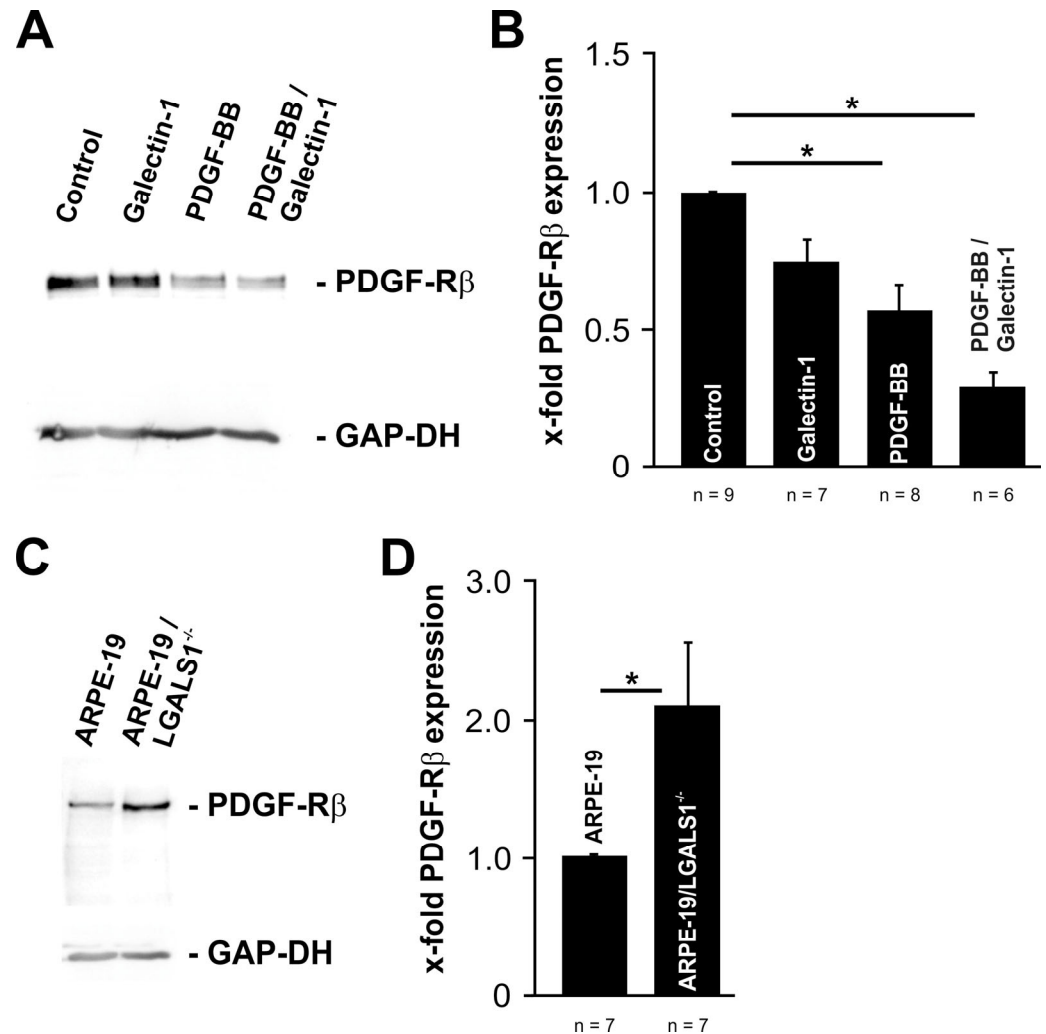 A
Control
Galectin-1
PDGF-BB
PDGF-BB /
Galectin-1
- PDGF-Rβ
- GAP-DH
B
x-fold PDGF-Rβ expression
1.5
1.0
0.5
0
*
*
Control
Galectin-1
PDGF-BB
PDGF-BB /
Galectin-1
n = 9
n = 7
n = 8
n = 6
C
ARPE-19
ARPE-19 /
LGALS1-/-
- PDGF-Rβ
- GAP-DH
D
x-fold PDGF-Rβ expression
3.0
2.0
1.0
0
*
ARPE-19
ARPE-19/LGALS1-/-
n = 7
n = 7